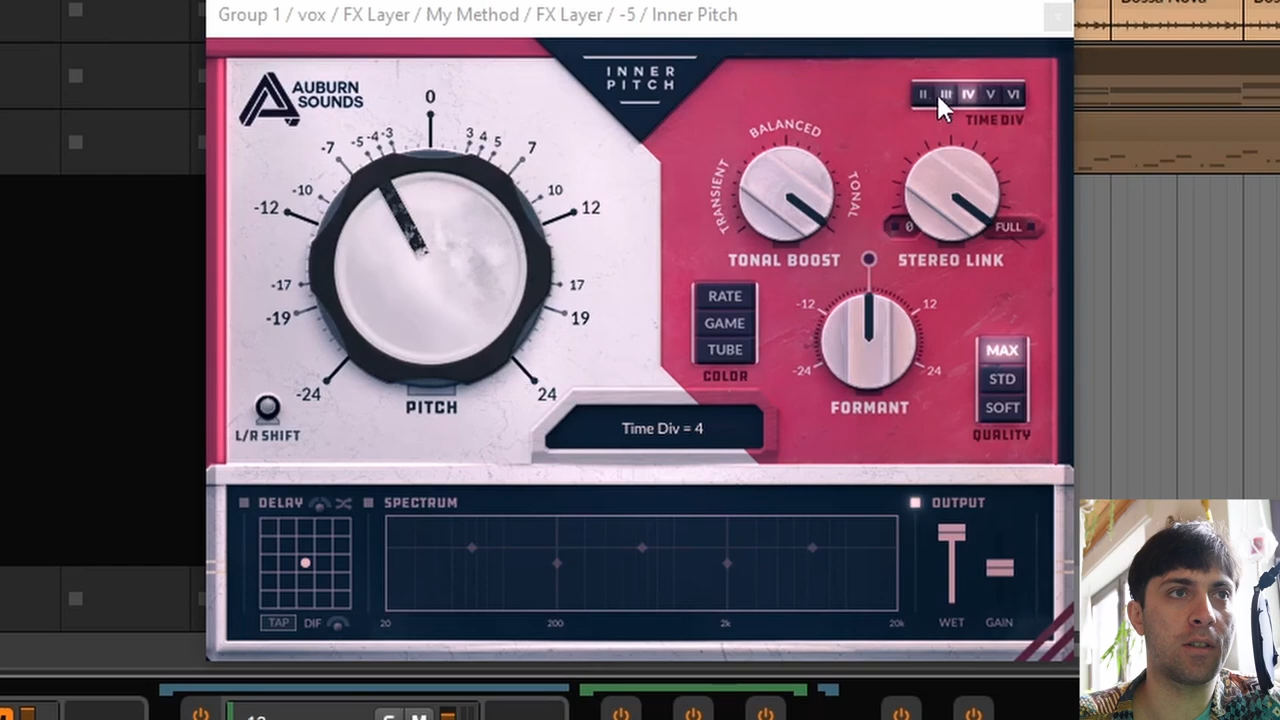 Group 1 / vox / FX Layer / My Method / FX Layer / -5 / Inner Pitch
AUBURN
SOUNDS
INNER
PITCH
0
-3
-4
-5
-7
-10
-12
-17
-19
-24
3
4
5
7
10
12
17
19
24
PITCH
L/R SHIFT
II III IV V VI
TIME DIV
BALANCED
TRANSIENT
TONAL
TONAL BOOST
0
FULL
STEREO LINK
RATE
GAME
TUBE
COLOR
-12
12
-24
24
FORMANT
MAX
STD
SOFT
QUALITY
Time Div = 4
DELAY
SPECTRUM
OUTPUT
TAP
DIF
20
200
2k
20k
WET
GAIN